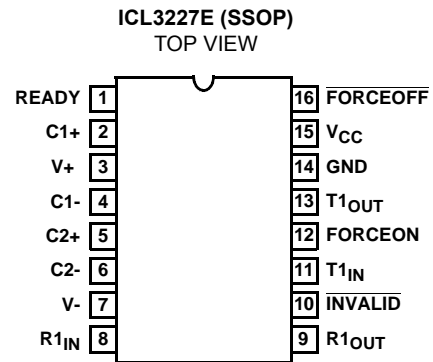 ICL3227E (SSOP)
TOP VIEW
READY 1 16 FORCEOFF
C1+ 2 15 VCC
V+ 3 14 GND
C1- 4 13 T1OUT
C2+ 5 12 FORCEON
C2- 6 11 T1IN
V- 7 10 INVALID
R1IN 8 9 R1OUT